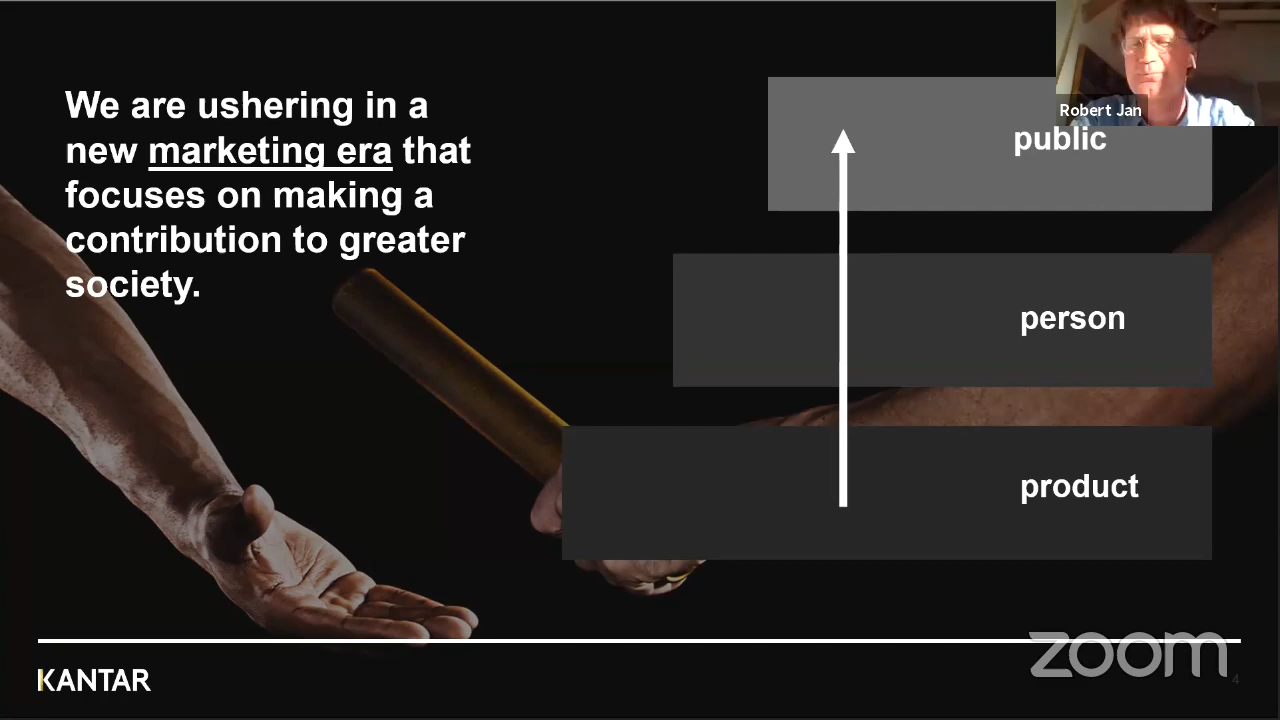 We are ushering in a
new marketing era that
focuses on making a
contribution to greater
society.
Robert Jan
public
person
product
KANTAR
zoom
4